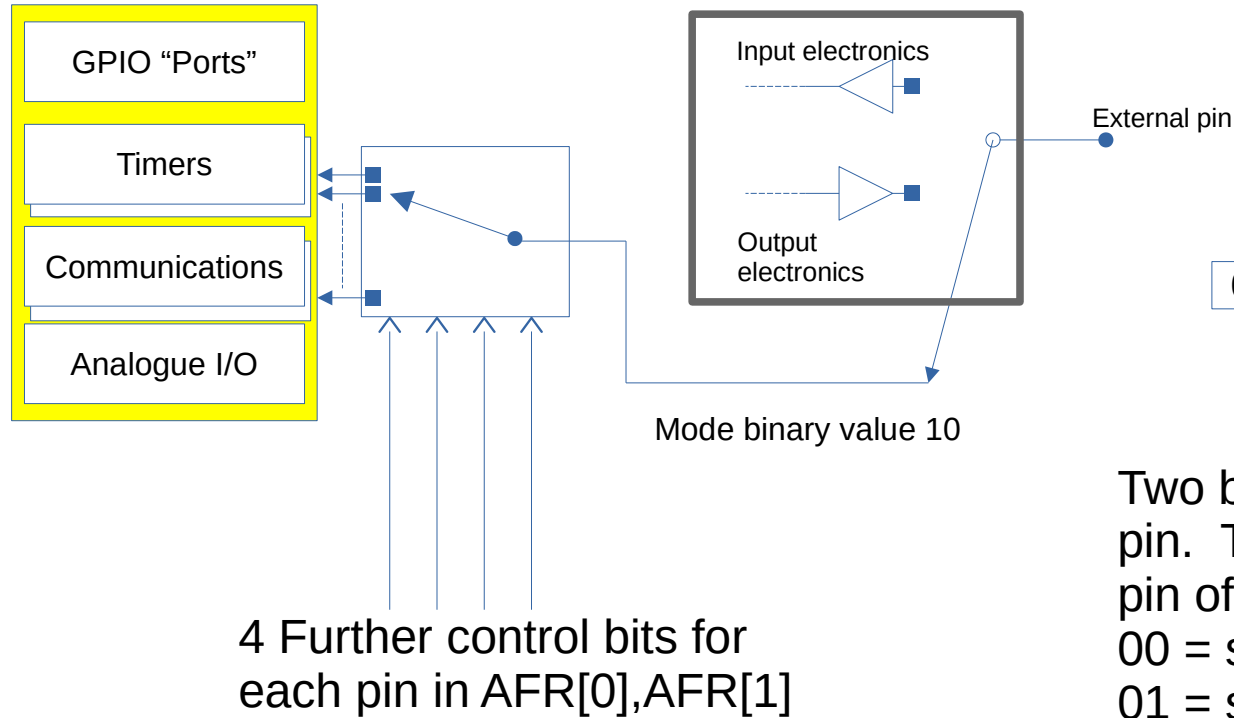 GPIO “Ports”
Timers
Communications
Analogue I/O
Input electronics
Output
electronics
External pin
Mode binary value 10
4 Further control bits for
each pin in AFR[0],AFR[1]
Two
pin.
pin of
00 =
01 =